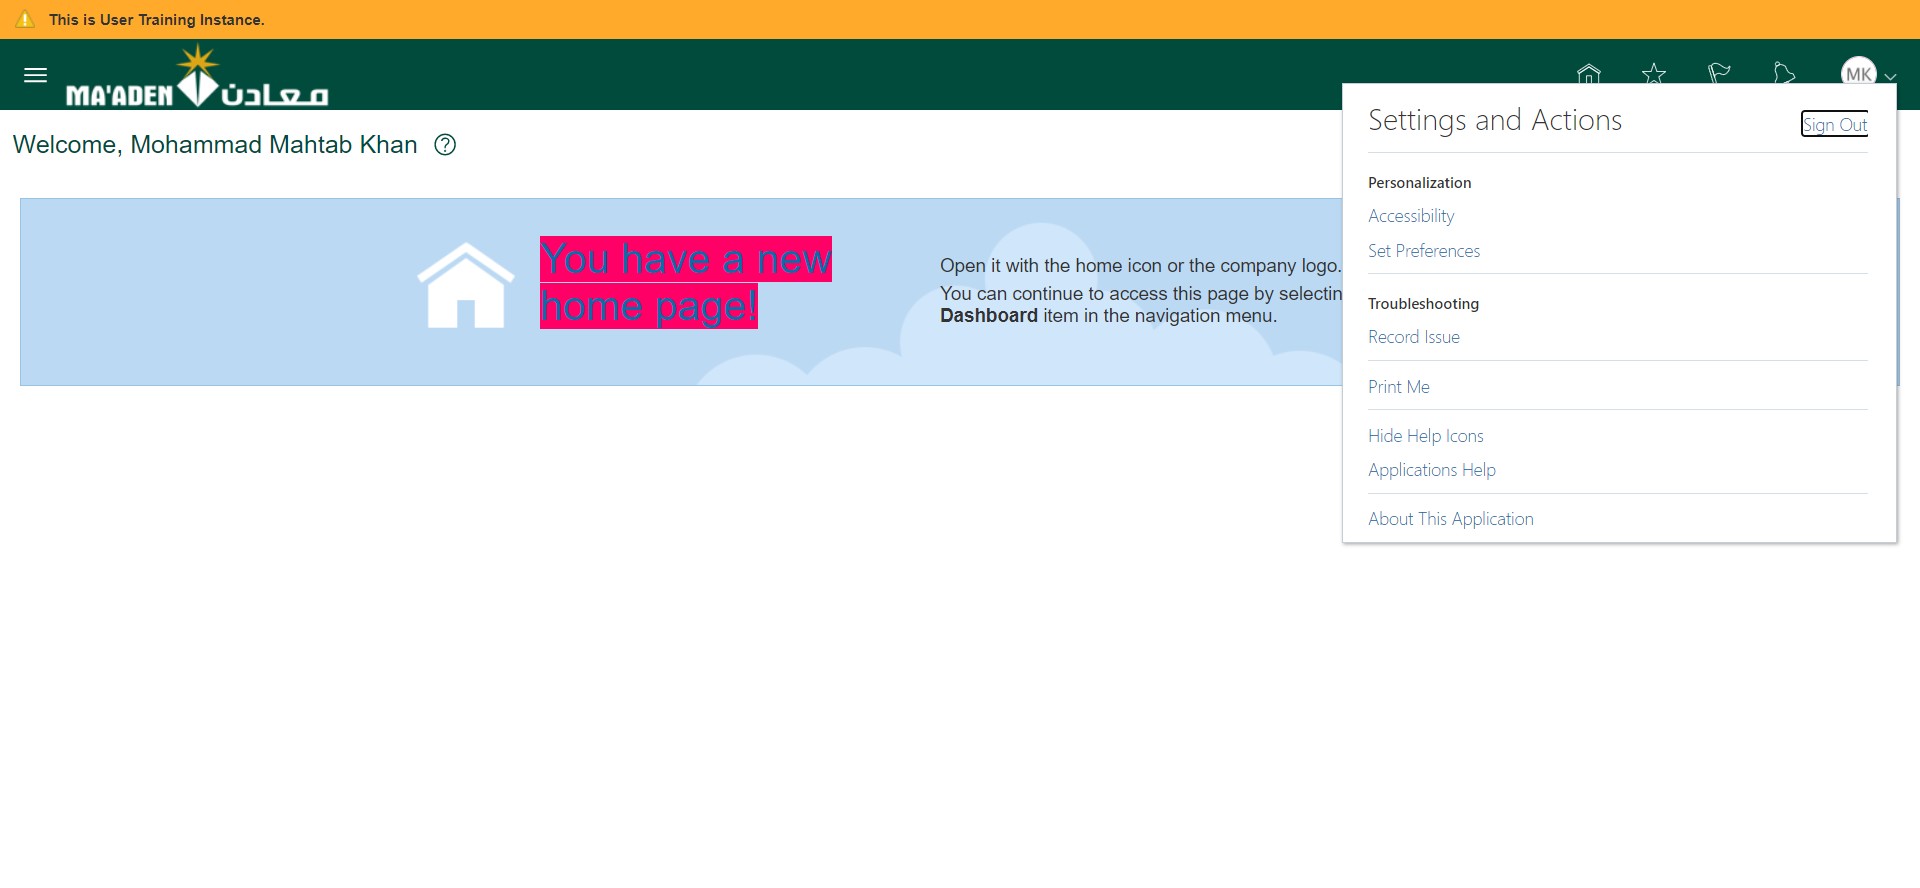 This is User Training Instance.
MA'ADEN معادن
MK
Welcome, Mohammad Mahtab Khan ?
You have a new
home page!
Open it with the home icon or the company logo.
You can continue to access this page by
Dashboard item in the navigation menu.
Settings and Actions
Sign Out
Personalization
Accessibility
Set Preferences
Troubleshooting
Record Issue
Print Me
Hide Help Icons
Applications Help
About This Application